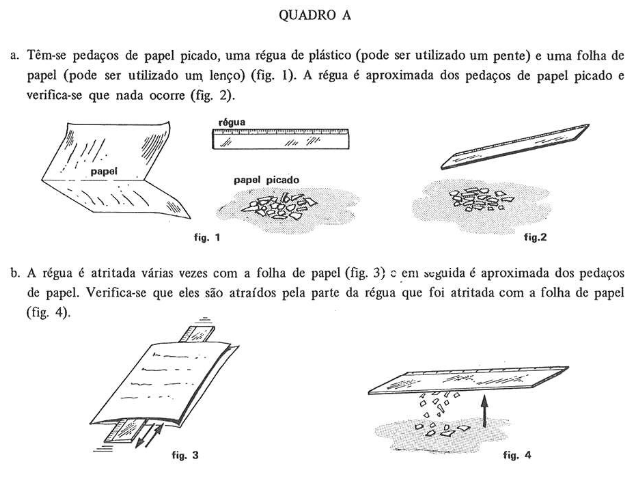 QUADRO A
a. Têm-se pedaços de papel picado, uma régua de plástico (pode ser utilizado um pente) e uma folha de
papel (pode ser utilizado um lenço) (fig. 1). A régua é aproximada dos pedaços de papel picado e
verifica-se que nada ocorre (fig. 2).
régua
papel
papel picado
fig. 1
fig.2
b. A régua é atritada várias vezes com a folha de papel (fig. 3) e em seguida é aproximada dos pedaços
de papel. Verifica-se que eles são atraídos pela parte da régua que foi atritada com a folha de papel
(fig. 4).
fig. 3
fig. 4